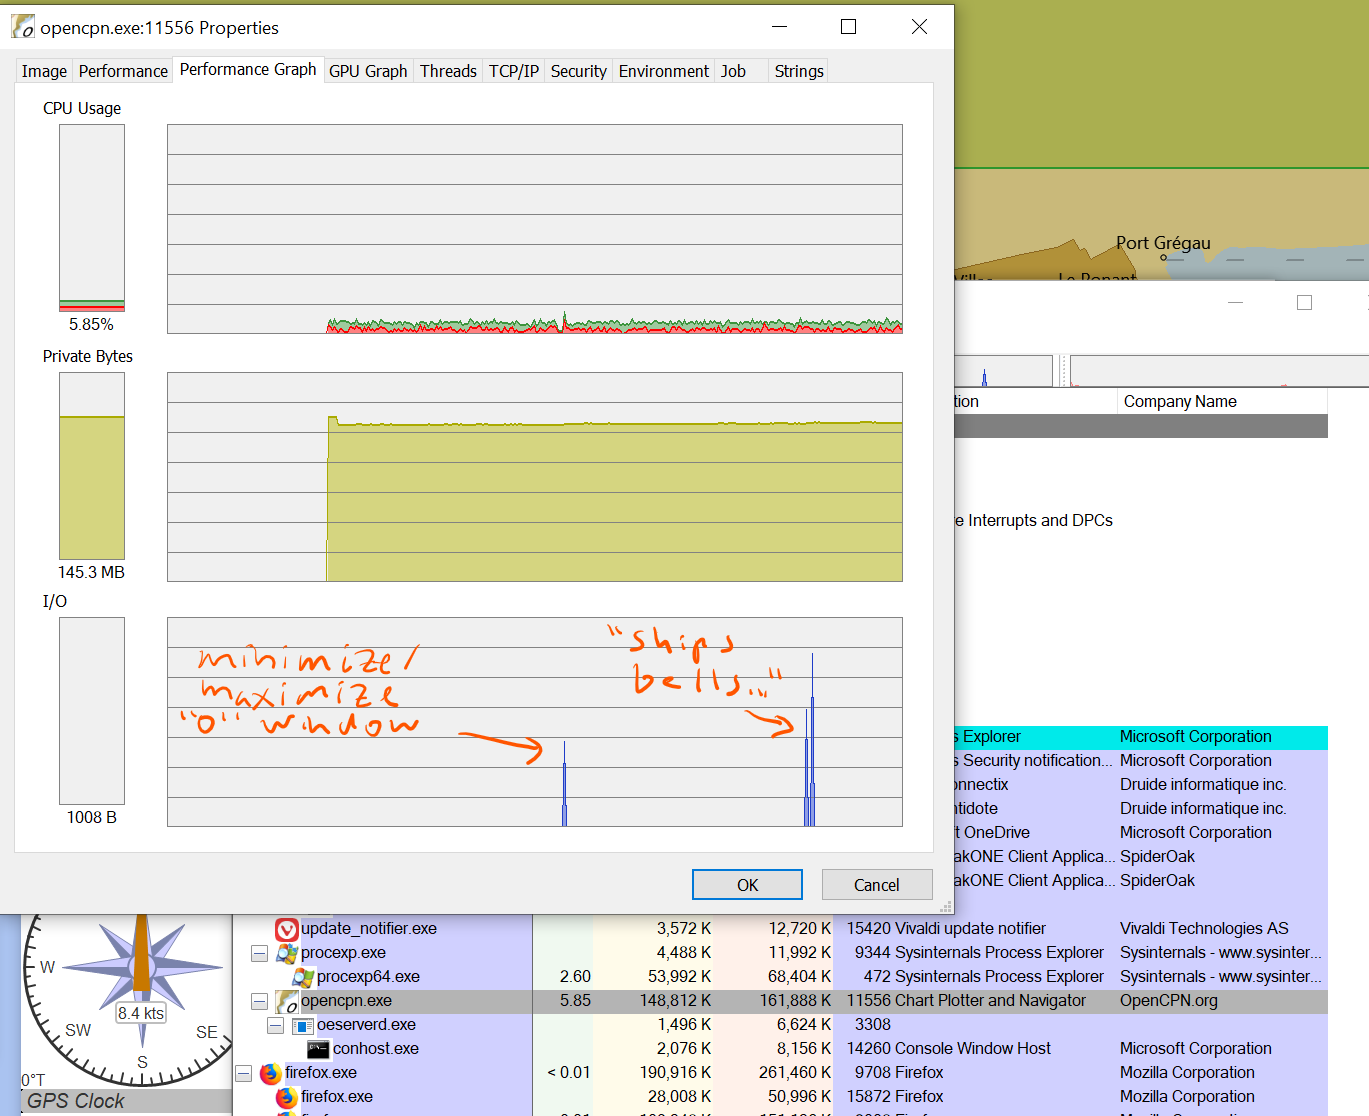 opencpn.exe:11556 Properties
Image Performance Performance Graph GPU Graph Threads TCP/IP Security Environment Job Strings
CPU Usage
5.85%
Private Bytes
145.3 MB
I/O
minimize/
maximize
"O" window
"ships
bells..."
1008 B
OK Cancel
Port Grégau
Le Ponant
tion Company Name
e Interrupts and DPCs
s Explorer Microsoft Corporation
s Security notification... Microsoft Corporation
onnectix Druide informatique inc.
ntidote Druide informatique inc.
t OneDrive Microsoft Corporation
akONE Client Applica... SpiderOak
akONE Client Applica... SpiderOak
update_notifier.exe 3,572 K 12,720 K 15420 Vivaldi update notifier Vivaldi Technologies AS
procexp.exe 4,488 K 11,992 K 9344 Sysinternals Process Explorer Sysinternals - www.sysinter...
procexp64.exe 2.60 53,992 K 68,404 K 472 Sysinternals Process Explorer Sysinternals - www.sysinter...
opencpn.exe 5.85 148,812 K 161,888 K 11556 Chart Plotter and Navigator OpenCPN.org
oeserverd.exe 1,496 K 6,624 K 3308
conhost.exe 2,076 K 8,156 K 14260 Console Window Host Microsoft Corporation
firefox.exe < 0.01 190,916 K 261,460 K 9708 Firefox Mozilla Corporation
firefox.exe 28,008 K 50,996 K 15872 Firefox Mozilla Corporation
W
8.4 kts
SW SE
S
0°T
GPS Clock